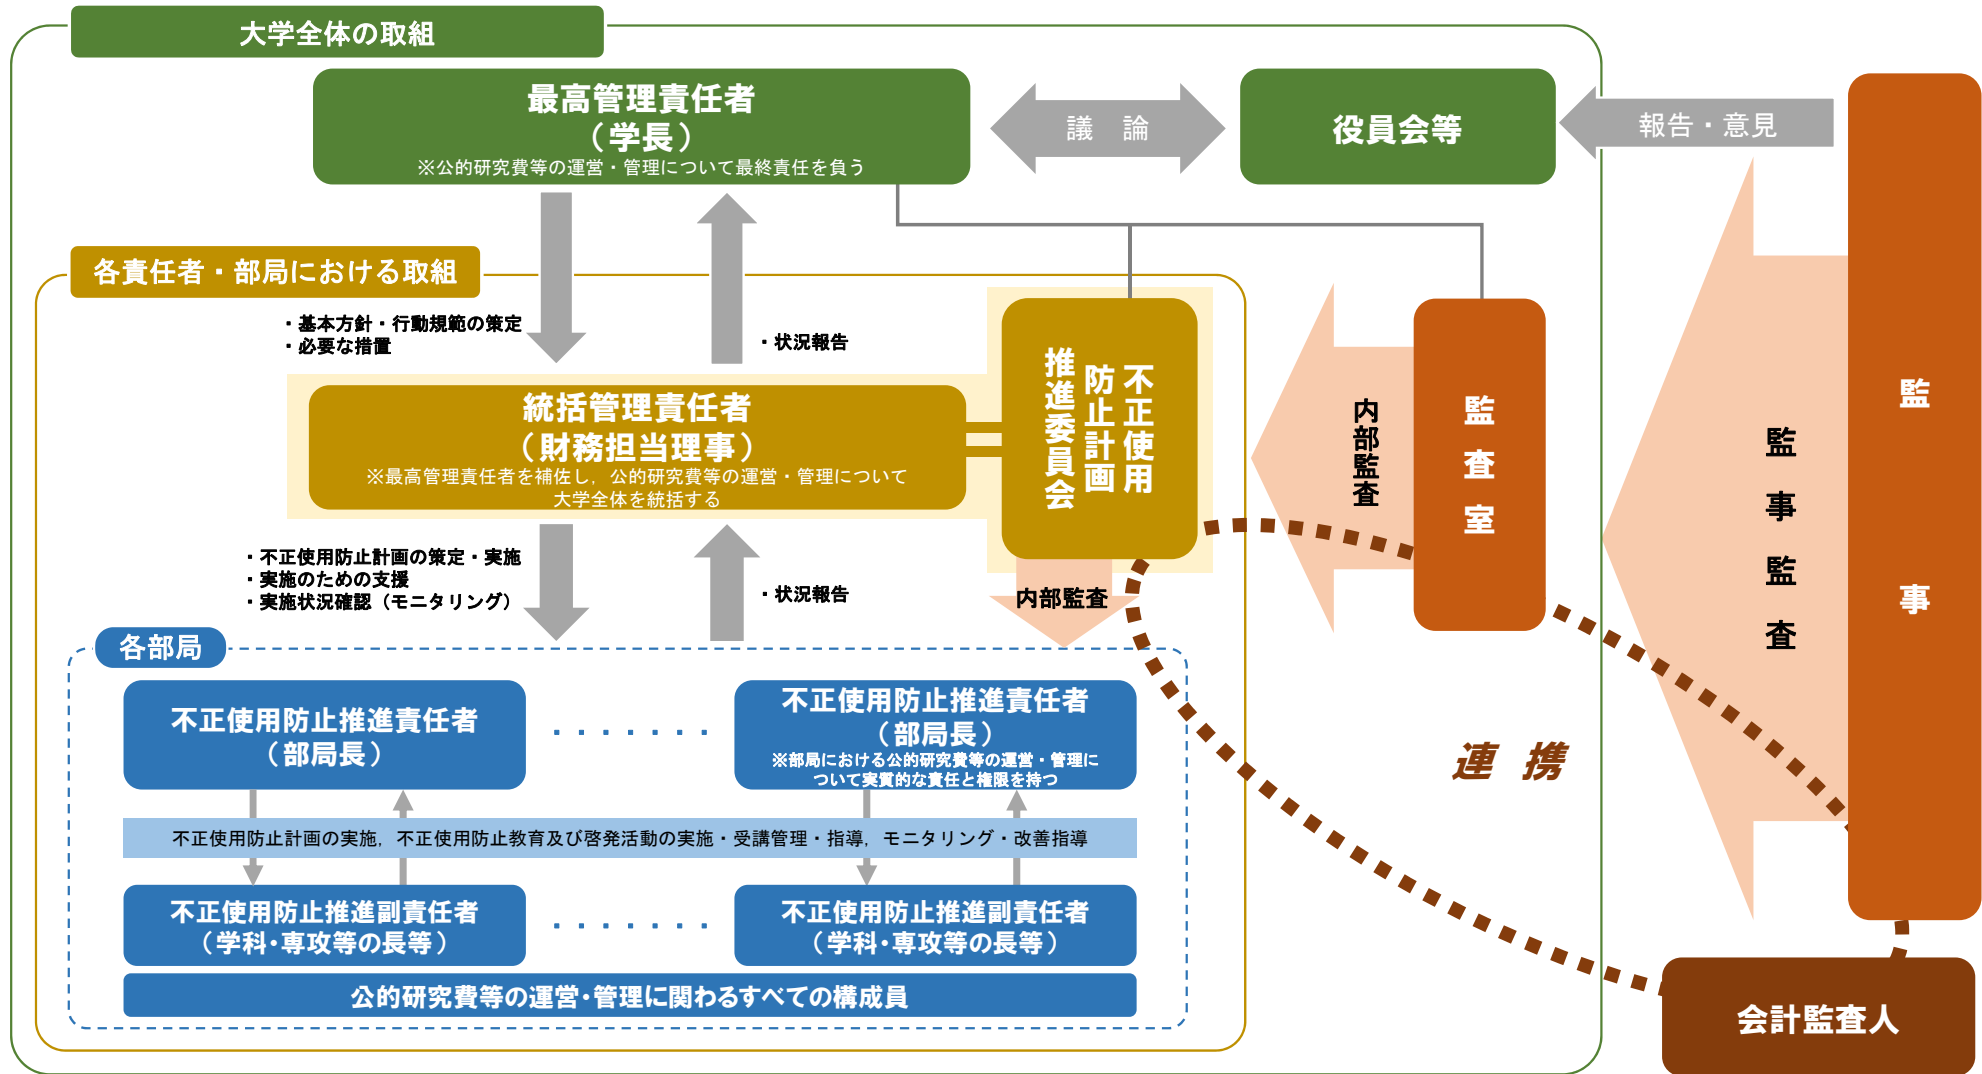 大学全体の取組
最高管理責任者
（学長）
※公的研究費等の運営・管理について最終責任を負う
議　論
役員会等
報告・意見
各責任者・部局における取組
・基本方針・行動規範の策定
・必要な措置
・状況報告
統括管理責任者
（財務担当理事）
※最高管理責任者を補佐し，公的研究費等の運営・管理について
大学全体を統括する
不正使用
防止計画
推進委員会
内部監査
監査室
監事監査
監事
・不正使用防止計画の策定・実施
・実施のための支援
・実施状況確認（モニタリング）
・状況報告
内部監査
各部局
不正使用防止推進責任者
（部局長）
・・・・・・・
不正使用防止推進責任者
（部局長）
※部局における公的研究費等の運営・管理に
ついて実質的な責任と権限を持つ
連　携
不正使用防止計画の実施，不正使用防止教育及び啓発活動の実施・受講管理・指導，モニタリング・改善指導
不正使用防止推進副責任者
（学科・専攻等の長等）
・・・・・・・
不正使用防止推進副責任者
（学科・専攻等の長等）
公的研究費等の運営・管理に関わるすべての構成員
会計監査人